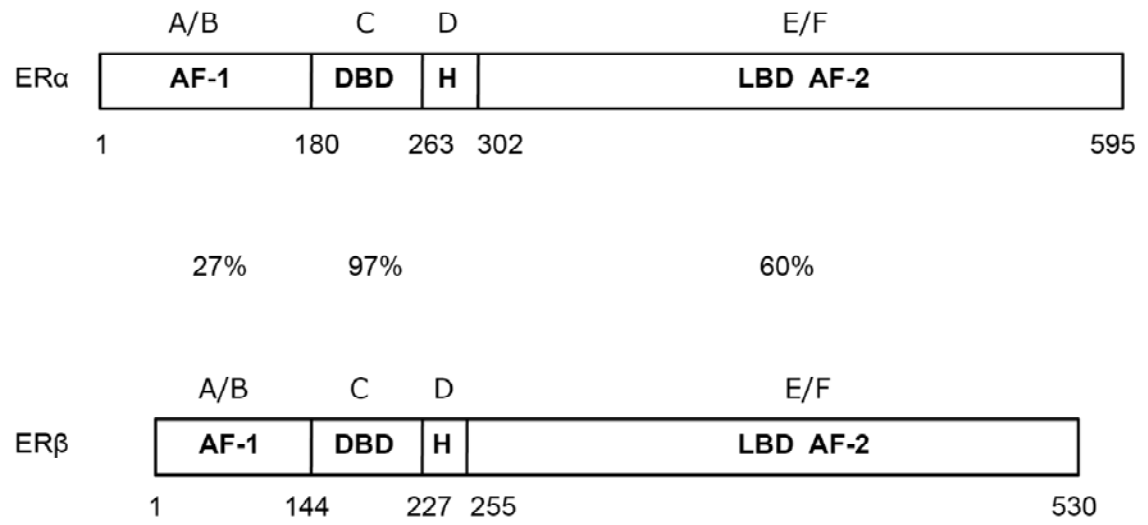 A/B C D E/F
ERα AF-1 DBD H LBD AF-2
1 180 263 302 595
27% 97% 60%
A/B C D E/F
ERβ AF-1 DBD H LBD AF-2
1 144 227 255 530